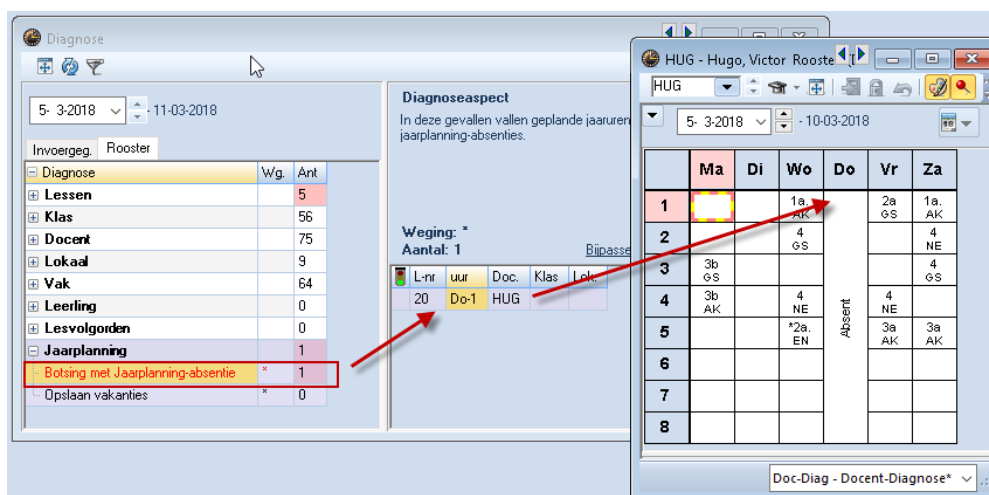 Diagnose
5- 3-2018 - 11-03-2018
Invoergeg. Rooster
Diagnose Wg. Ant
Lessen 5
Klas 56
Docent 75
Lokaal 9
Vak 64
Leerling 0
Lesvolgorden 0
Jaarplanning 1
Botsing met Jaarplanning-absentie * 1
Opslaan vakanties * 0
Diagnoseaspect
In deze gevallen vallen geplande jaaruren
jaarplanning-absenties.
Weging: *
Aantal: 1
L-nr uur Doc. Klas Lok.
20 Do-1 HUG
HUG - Hugo, Victor
HUG
5- 3-2018 - 10-03-2018
Ma Di Wo Do Vr Za
1 1a. 2a 1a.
AK GS AK
2 4 4
GS NE
3 3b 4
GS GS
4 3b 4 4
AK NE NE
Absent
5 *2a. 3a 3a
EN AK AK
6
7
8
Doc-Diag - Docent-Diagnose*